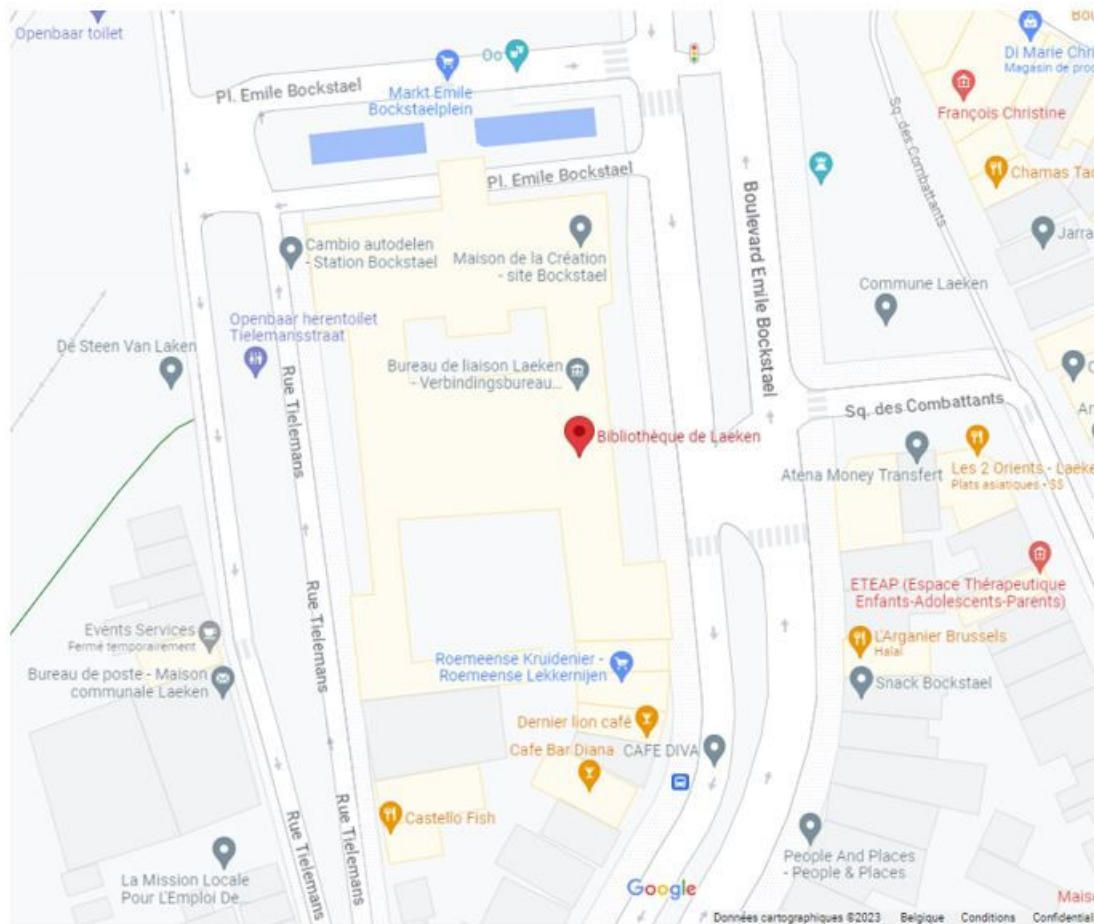 Openbaar toilet
Oo
Pl. Emile Bockstael
Markt Emile
Bockstaelplein
Di Marie Chri
Magasin de prod
François Christine
Sq. des Combattants
Chamas Tac
Pl. Emile Bockstael
Boulevard Emile Bockstael
Jarra
Cambio autodelen
- Station Bockstael
Maison de la Création
- site Bockstael
Commune Laeken
Openbaar herentoilet
Tielemansstraat
De Steen Van Laken
Bureau de liaison Laeken
- Verbindingsbureau...
Rue Tielemans
Sq. des Combattants
Bibliothèque de Laeken
Atena Money Transfert
Les 2 Orients - Laeke
Plats asiatiques • $$
ETEAP (Espace Thérapeutique
Enfants-Adolescents-Parents)
Rue Tielemans
Events Services
Fermé temporairement
L'Arganier Brussels
Halal
Bureau de poste - Maison
communale Laeken
Roemeense Kruidenier -
Roemeense Lekkernijen
Snack Bockstael
Dernier lion café
Cafe Bar Diana
CAFE DIVA
Castello Fish
Rue Tielemans
Rue Tielemans
La Mission Locale
Pour L'Emploi De...
People And Places
- People & Places
Google
Maiso
Données cartographiques ©2023
Belgique
Conditions
Confidential